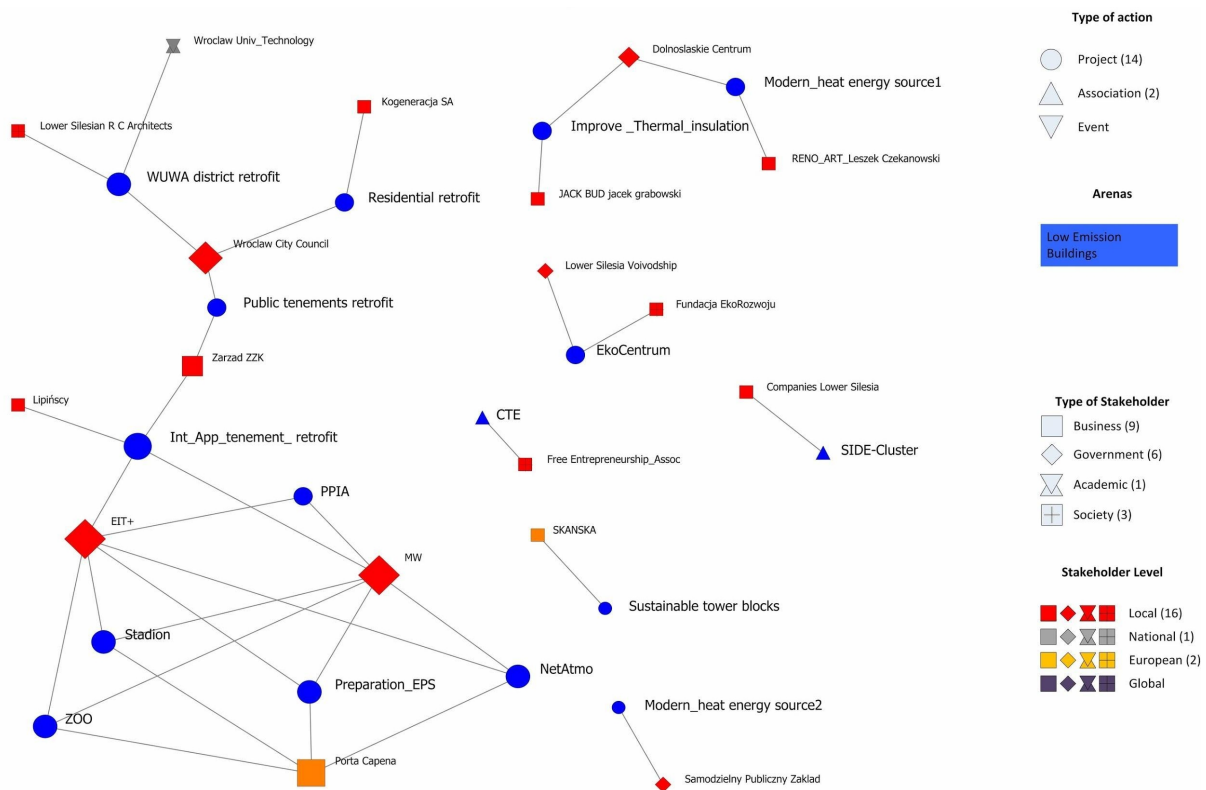 Wroclaw Univ_Technology
Lower Silesian R C Architects
Kogeneracja SA
WUWA district retrofit
Residential retrofit
Wroclaw City Council
Public tenements retrofit
Zarzad ZZK
Lipińscy
Int_App_tenement_ retrofit
PPIA
EIT+
MW
Stadion
Preparation_EPS
NetAtmo
ZOO
Porta Capena
Dolnoslaskie Centrum
Modern_heat energy source1
Improve _Thermal_insulation
RENO_ART_Leszek Czekanowski
JACK BUD jacek grabowski
Lower Silesia Voivodship
Fundacja EkoRozwoju
EkoCentrum
Companies Lower Silesia
CTE
SIDE-Cluster
Free Entrepreneurship_Assoc
SKANSKA
Sustainable tower blocks
Modern_heat energy source2
Samodzielny Publiczny Zaklad
Type of action
Project (14)
Association (2)
Event
Arenas
Low Emission
Buildings
Type of Stakeholder
Business (9)
Government (6)
Academic (1)
Society (3)
Stakeholder Level
Local (16)
National (1)
European (2)
Global